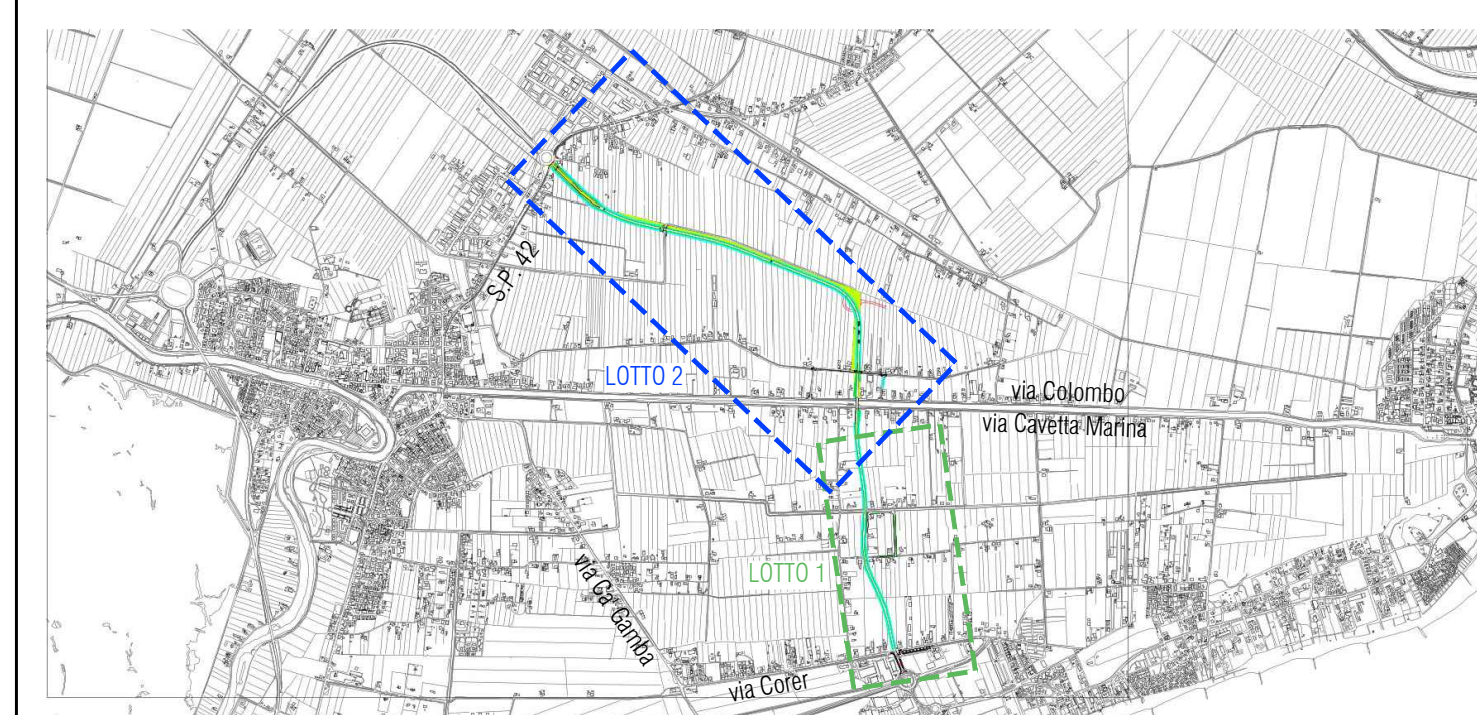 S.P. 42
LOTTO 2
via Colombo
via Cavetta Marina
LOTTO 1
via Ca' Gamba
via Corer